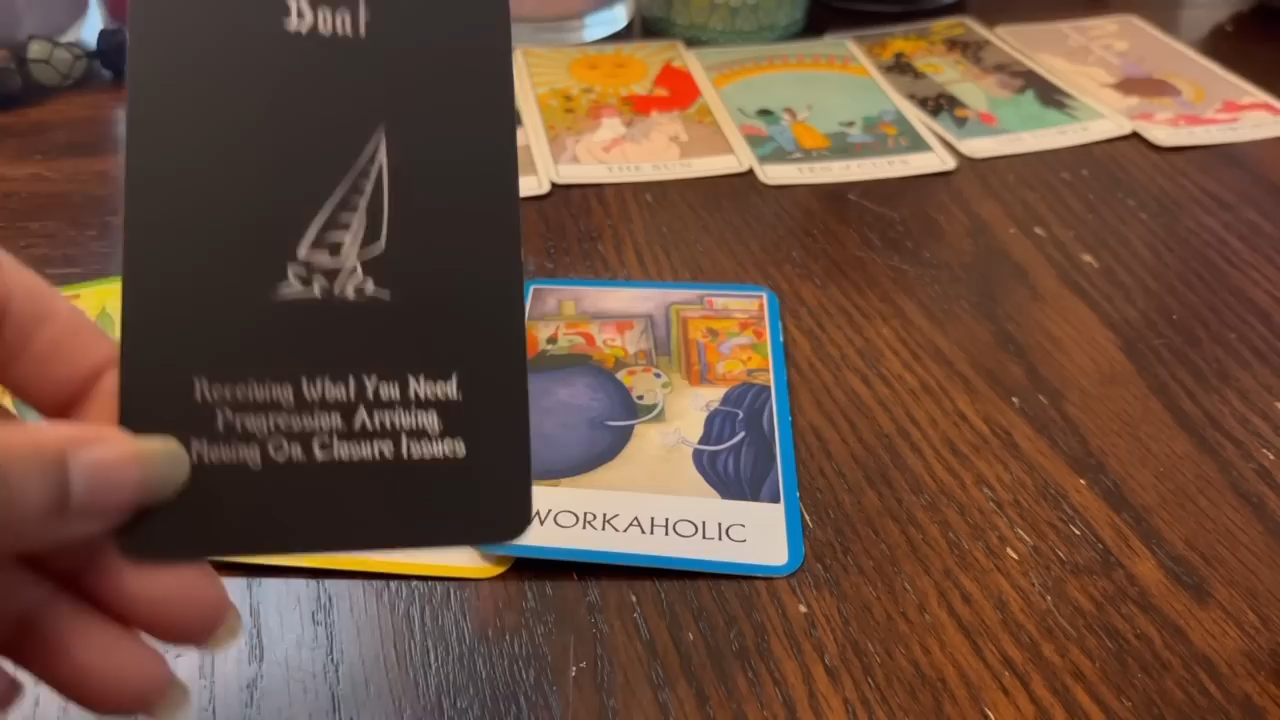 Boat
THE SUN
TEN of CUPS
Receiving What You Need,
Progression, Arriving,
Moving On, Closure Issues
WORKAHOLIC